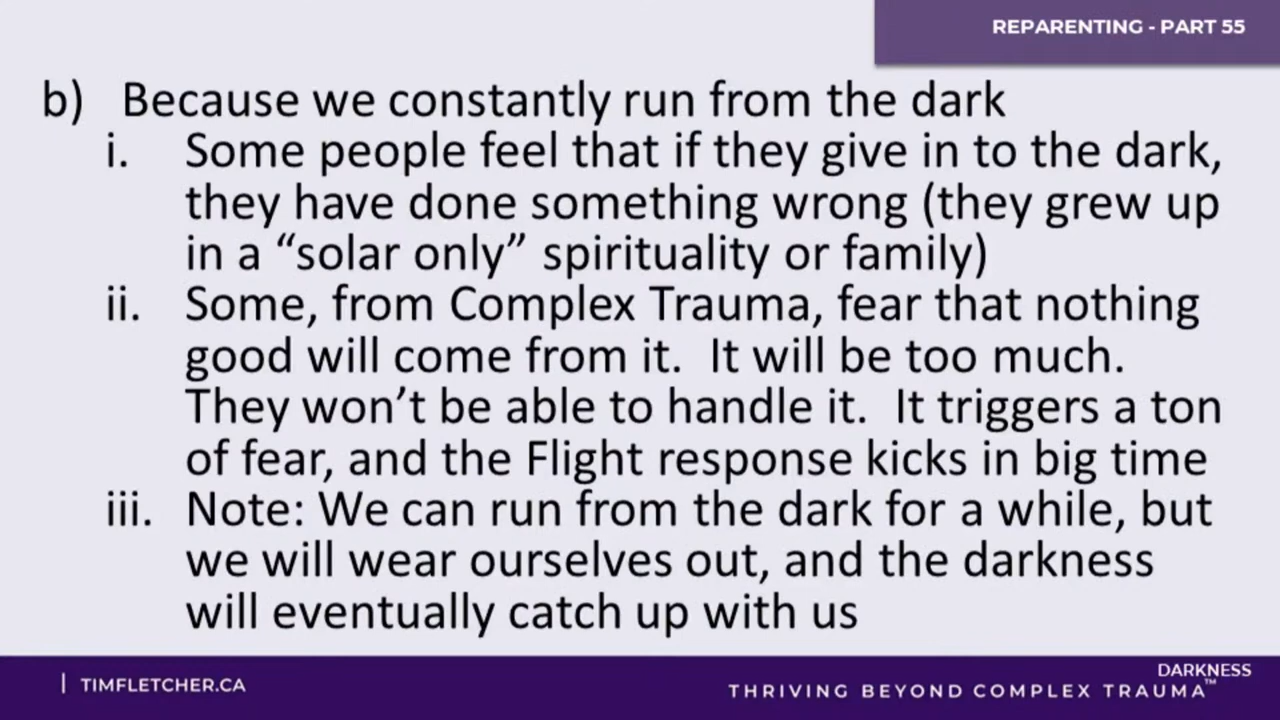 REPARENTING - PART 55
b) Because we constantly run from the dark
i. Some people feel that if they give in to the dark,
they have done something wrong (they grew up
in a “solar only” spirituality or family)
ii. Some, from Complex Trauma, fear that nothing
good will come from it.  It will be too much.
They won’t be able to handle it.  It triggers a ton
of fear, and the Flight response kicks in big time
iii. Note: We can run from the dark for a while, but
we will wear ourselves out, and the darkness
will eventually catch up with us
| TIMFLETCHER.CA
DARKNESS
THRIVING BEYOND COMPLEX TRAUMA™